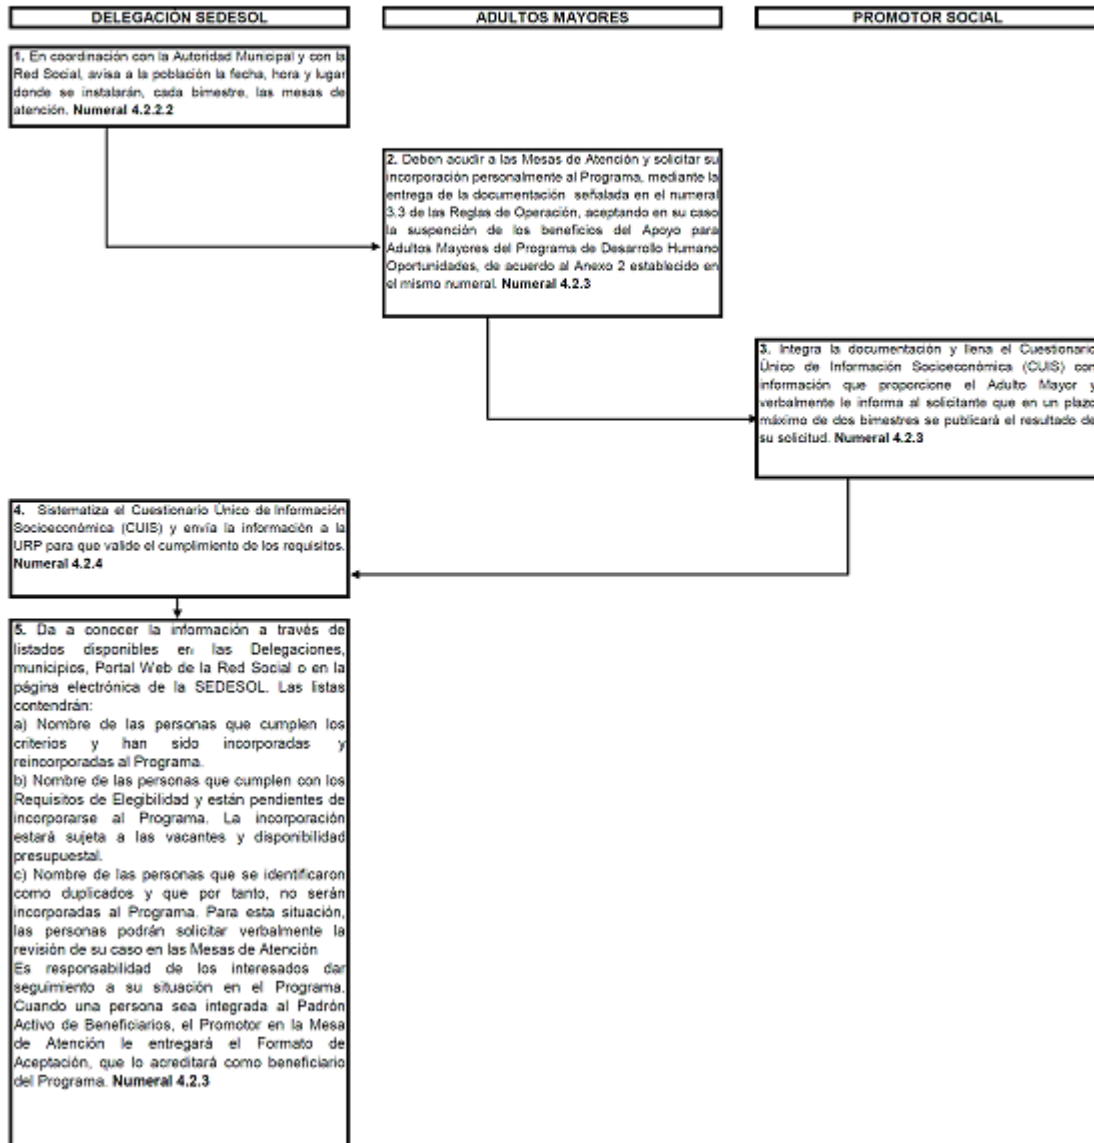 DELEGACIÓN SEDESOL
ADULTOS MAYORES
PROMOTOR SOCIAL
1. En coordinación con la Autoridad Municipal y con la
Red Social, avisa a la población la fecha, hora y lugar
donde se instalarán, cada bimestre, las mesas de
atención. Numeral 4.2.2.2
2. Deben acudir a las Mesas de Atención y solicitar su
incorporación personalmente al Programa, mediante la
entrega de la documentación señalada en el numeral
3.3 de las Reglas de Operación, aceptando en su caso
la suspención de los beneficios del Apoyo para
Adultos Mayores del Programa de Desarrollo Humano
Oportunidades, de acuerdo al Anexo 2 establecido en
el mismo numeral. Numeral 4.2.3
3. Integra la documentación y llena el Cuestionario
Único de Información Socioeconómica (CUIS) con
información que proporcione el Adulto Mayor y
verbalmente le informa al solicitante que en un plazo
máximo de dos bimestres se publicará el resultado de
su solicitud. Numeral 4.2.3
4. Sistematiza el Cuestionario Único de Información
Socioeconómica (CUIS) y envía la información a la
URP para que valide el cumplimiento de los requisitos.
Numeral 4.2.4
5. Da a conocer la información a través de
listados disponibles en las Delegaciones,
municipios, Portal Web de la Red Social o en la
página electrónica de la SEDESOL. Las listas
contendrán:
a) Nombre de las personas que cumplen los
criterios y han sido incorporadas y
reincorporadas al Programa.
b) Nombre de las personas que cumplen con los
Requisitos de Elegibilidad y están pendientes de
incorporarse al Programa. La incorporación
estará sujeta a las vacantes y disponibilidad
presupuestal.
c) Nombre de las personas que se identificaron
como duplicados y que por tanto, no serán
incorporadas al Programa. Para esta situación,
las personas podrán solicitar verbalmente la
revisión de su caso en las Mesas de Atención
Es responsabilidad de los interesados dar
seguimiento a su situación en el Programa.
Cuando una persona sea integrada al Padrón
Activo de Beneficiarios, el Promotor en la Mesa
de Atención le entregará el Formato de
Aceptación, que lo acreditará como beneficiario
del Programa. Numeral 4.2.3